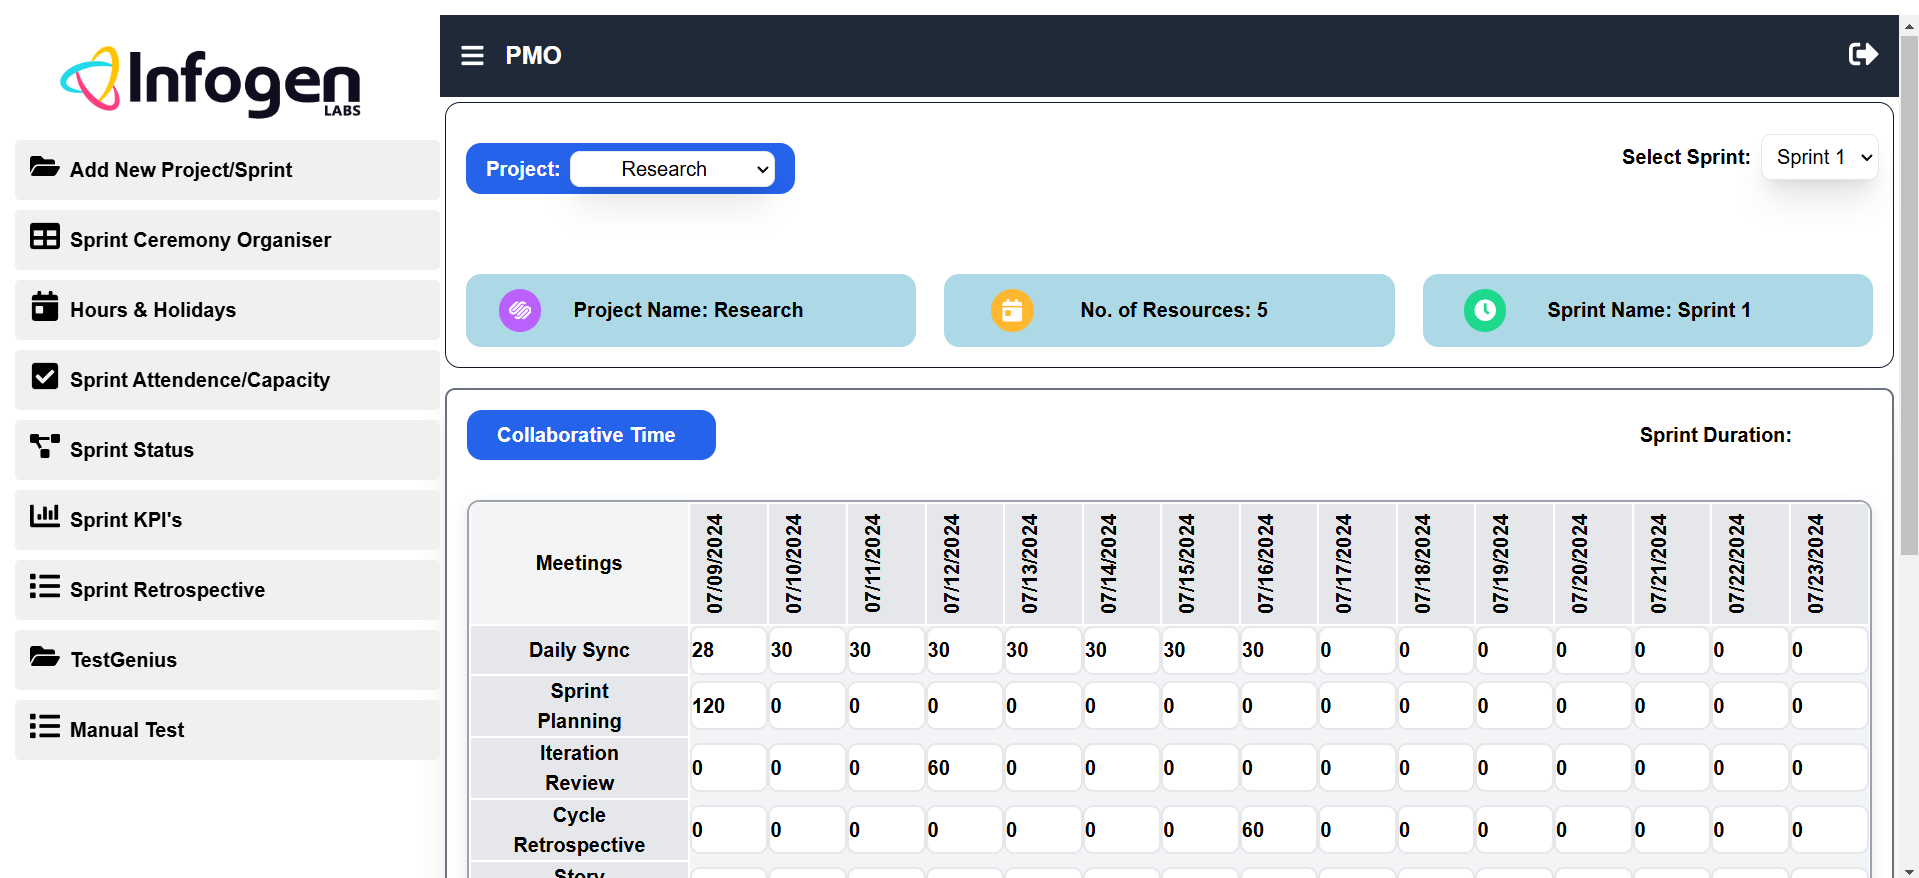 Infogen
LABS
Add New Project/Sprint
Sprint Ceremony Organiser
Hours & Holidays
Sprint Attendence/Capacity
Sprint Status
Sprint KPI's
Sprint Retrospective
TestGenius
Manual Test
PMO
Project: Research
Select Sprint: Sprint 1
Project Name: Research
No. of Resources: 5
Sprint Name: Sprint 1
Collaborative Time
Sprint Duration:
Meetings 07/09/2024 07/10/2024 07/11/2024 07/12/2024 07/13/2024 07/14/2024 07/15/2024 07/16/2024 07/17/2024 07/18/2024 07/19/2024 07/20/2024 07/21/2024 07/22/2024 07/23/2024
Daily Sync 28 30 30 30 30 30 30 30 0 0 0 0 0 0 0
Sprint
Planning 120 0 0 0 0 0 0 0 0 0 0 0 0 0 0
Iteration
Review 0 0 0 60 0 0 0 0 0 0 0 0 0 0 0
Cycle
Retrospective 0 0 0 0 0 0 0 60 0 0 0 0 0 0 0
Story